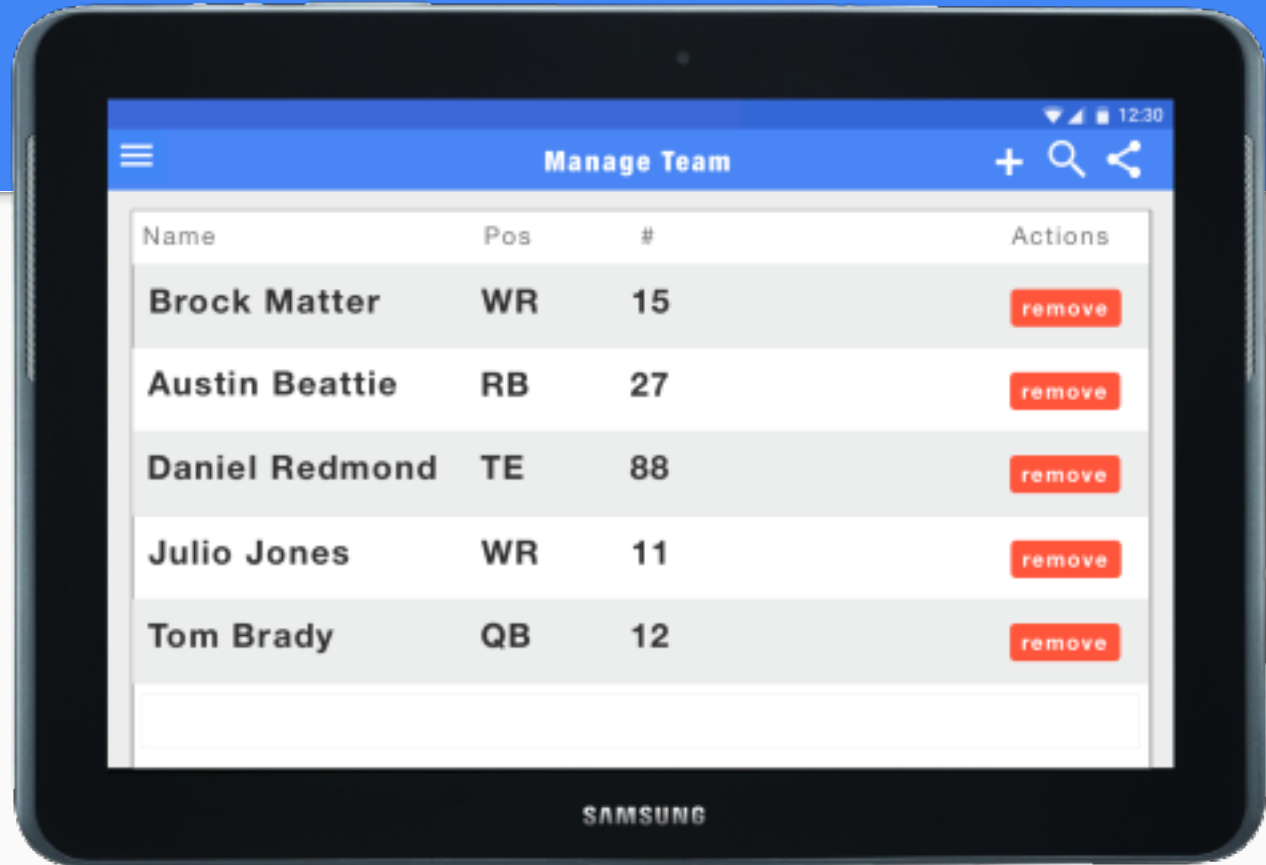 12:30
Manage Team
Name Pos # Actions
Brock Matter WR 15 remove
Austin Beattie RB 27 remove
Daniel Redmond TE 88 remove
Julio Jones WR 11 remove
Tom Brady QB 12 remove
SAMSUNG